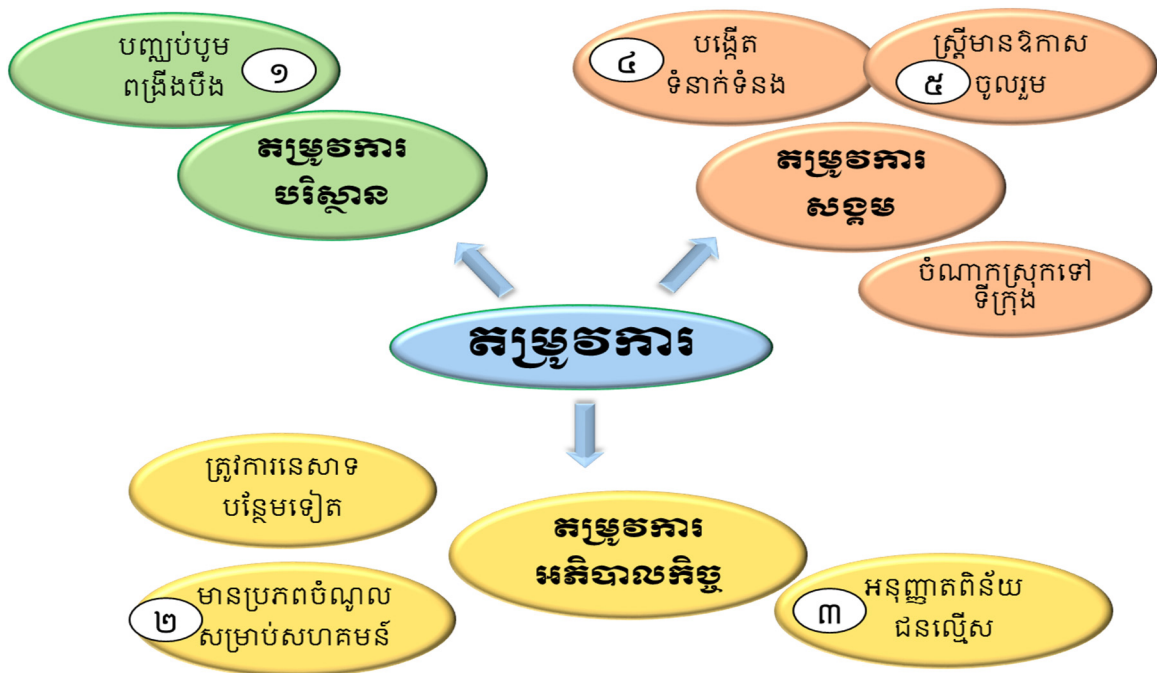 បញ្ឈប់បូម
ពង្រីងបឹង
១
តម្រូវការ
បរិស្ថាន
៤
បង្កើត
ទំនាក់ទំនង
ស្ត្រីមានឱកាស
ចូលរួម
៥
តម្រូវការ
សង្គម
ចំណាកស្រុកទៅ
ទីក្រុង
តម្រូវការ
ត្រូវការនេសាទ
បន្ថែមទៀត
តម្រូវការ
អភិបាលកិច្ច
២
មានប្រភពចំណូល
សម្រាប់សហគមន៍
៣
អនុញ្ញាតពិន័យ
ជនល្មើស